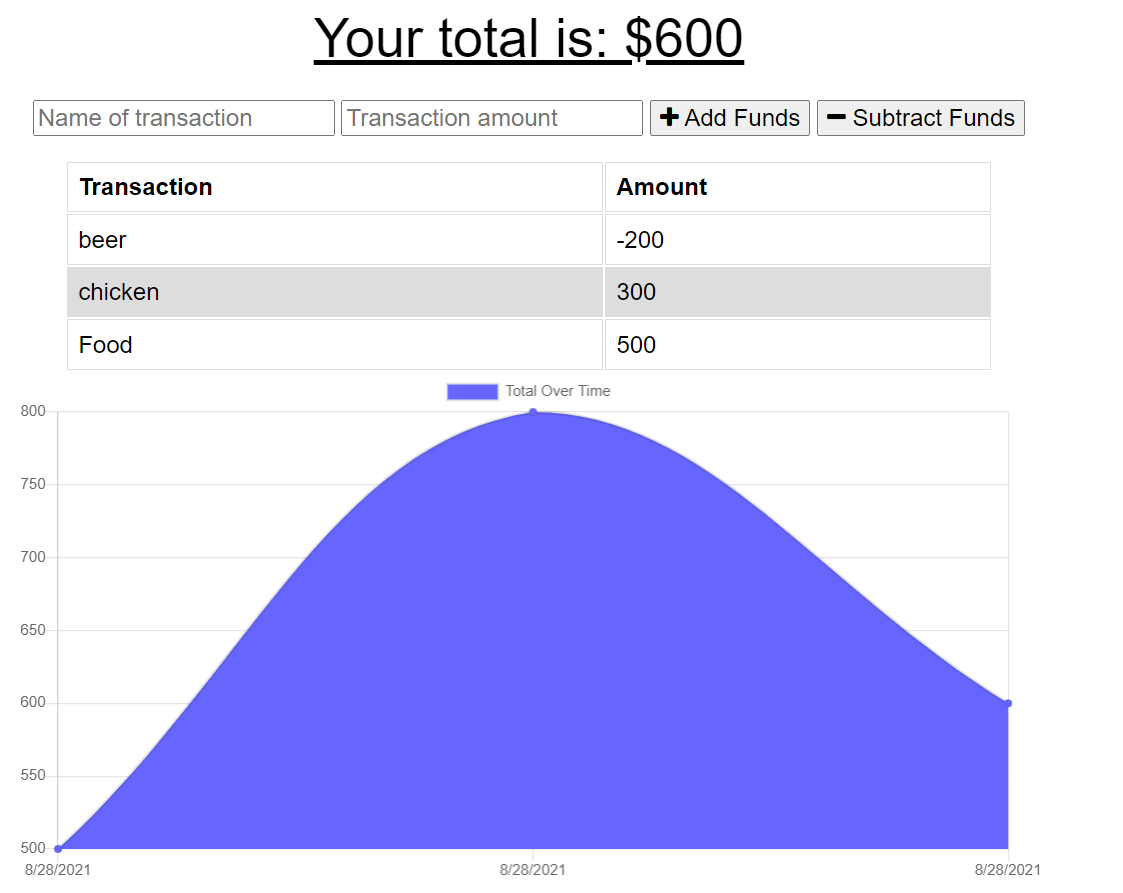 Your total is: $600
Name of transaction Transaction amount Add Funds Subtract Funds
Transaction Amount
beer -200
chicken 300
Food 500
Total Over Time
800
750
700
650
600
550
500
8/28/2021 8/28/2021 8/28/2021